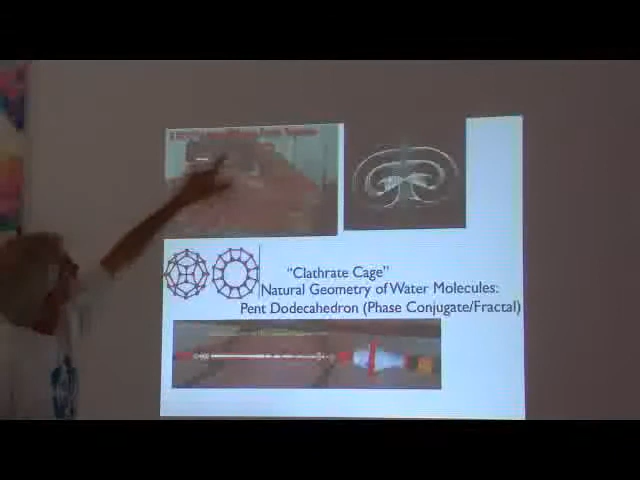 "Clathrate Cage"
Natural Geometry of Water Molecules:
Pent Dodecahedron (Phase Conjugate/Fractal)